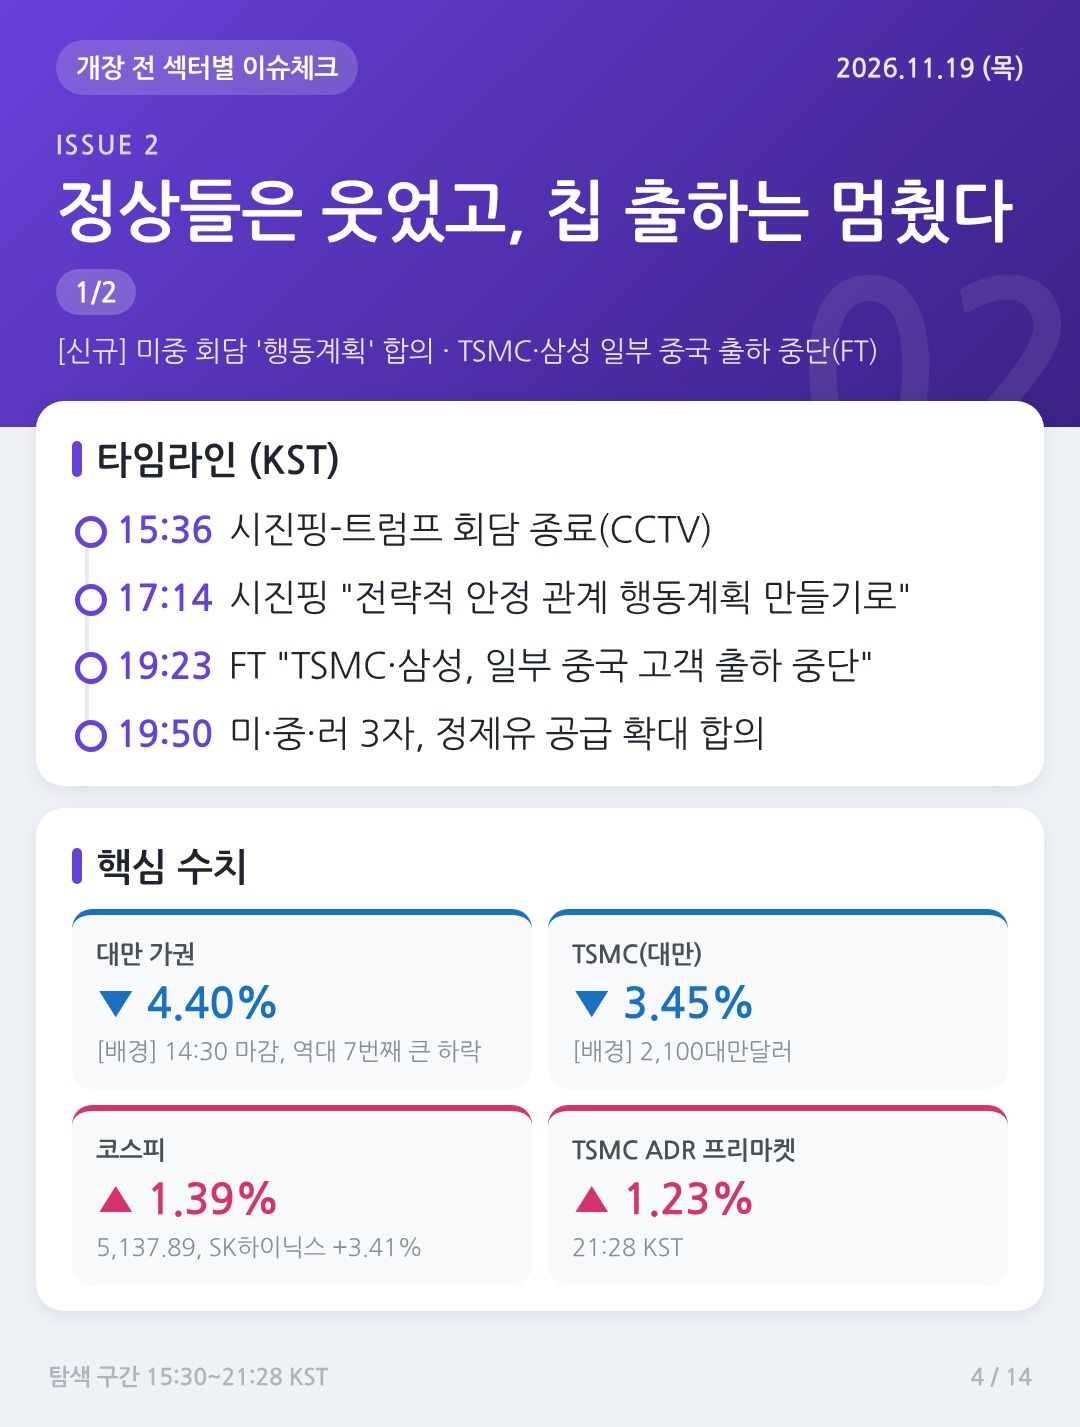 개장 전 섹터별 이슈체크
2026.11.19 (목)
ISSUE 2
정상들은 웃었고, 칩 출하는 멈췄다
1/2
02
[신규] 미중 회담 '행동계획' 합의 · TSMC·삼성 일부 중국 출하 중단(FT)
타임라인 (KST)
15:36 시진핑-트럼프 회담 종료(CCTV)
17:14 시진핑 "전략적 안정 관계 행동계획 만들기로"
19:23 FT "TSMC·삼성, 일부 중국 고객 출하 중단"
19:50 미·중·러 3자, 정제유 공급 확대 합의
핵심 수치
대만 가권
▼ 4.40%
[배경] 14:30 마감, 역대 7번째 큰 하락
TSMC(대만)
▼ 3.45%
[배경] 2,100대만달러
코스피
▲ 1.39%
5,137.89, SK하이닉스 +3.41%
TSMC ADR 프리마켓
▲ 1.23%
21:28 KST
탐색 구간 15:30~21:28 KST
4 / 14